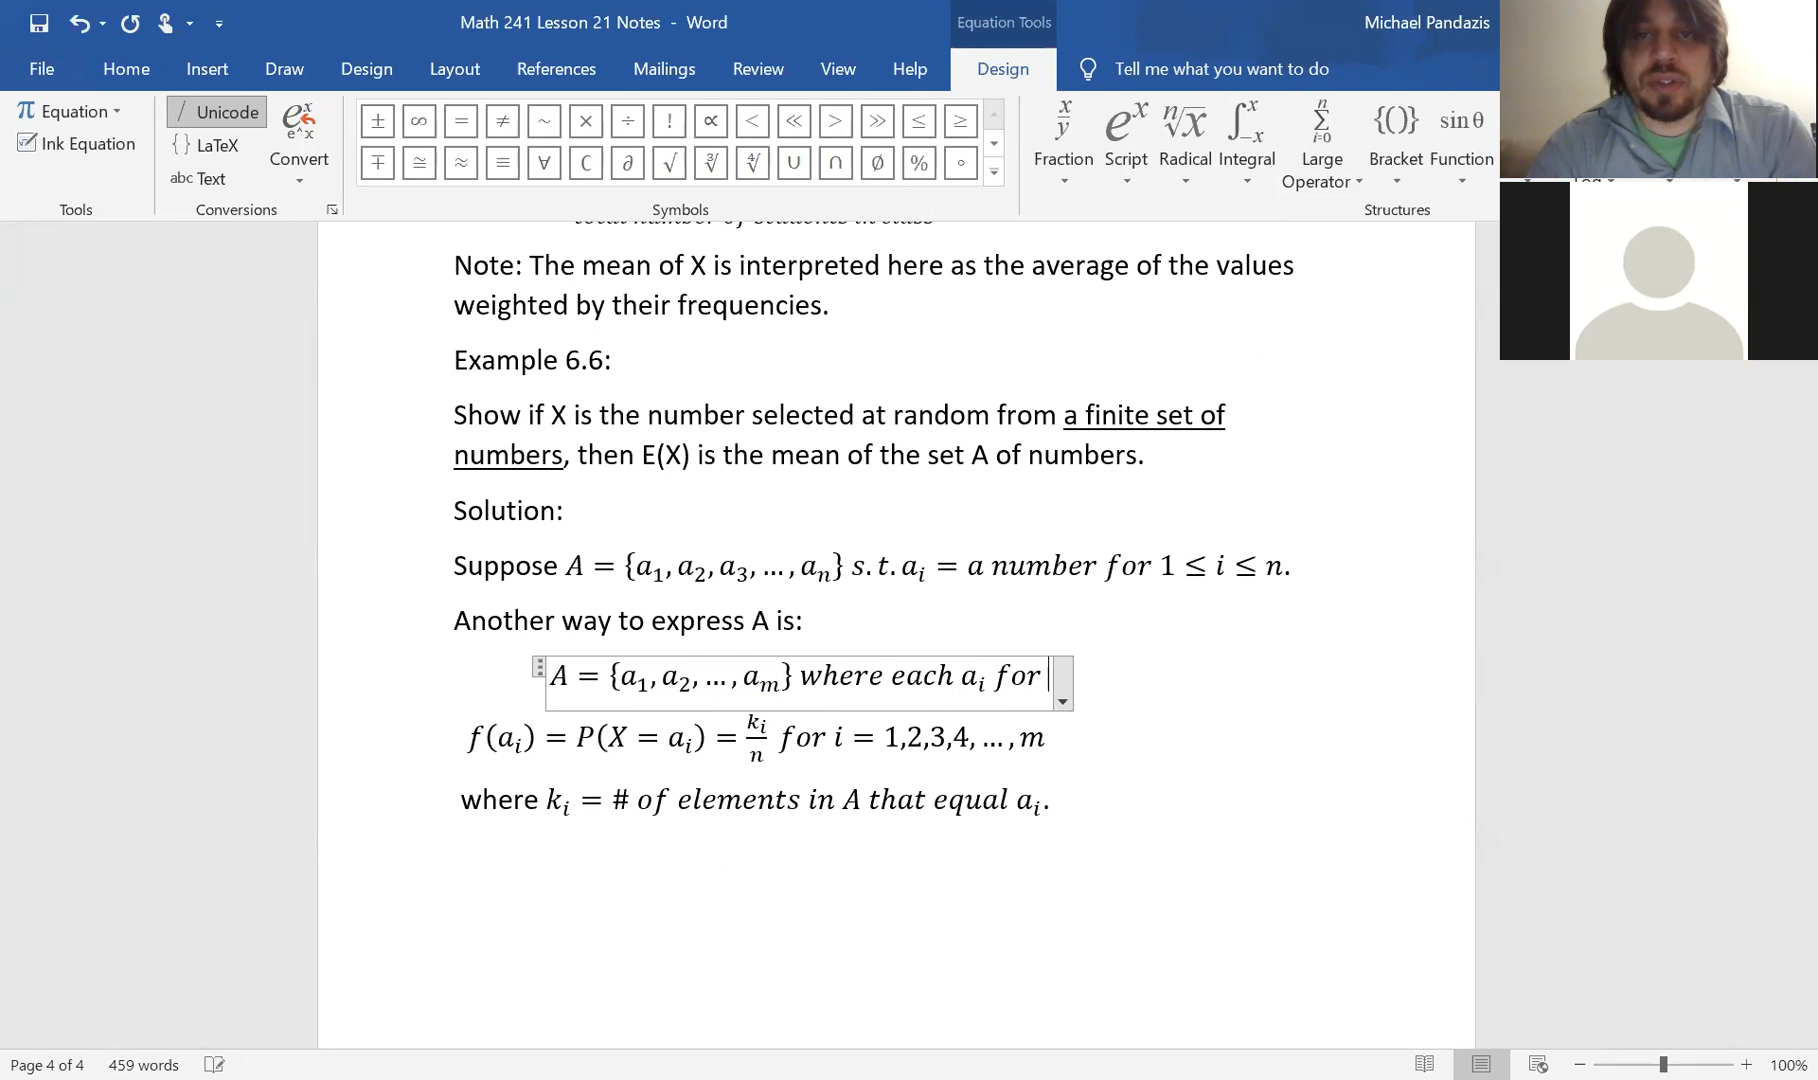 Math 241 Lesson 21 Notes - Word
Equation Tools
Michael Pandazis
File Home Insert Draw Design Layout References Mailings Review View Help Design Tell me what you want to do
π Equation
Ink Equation
Tools
Unicode
{} LaTeX
abc Text
Convert
Conversions
± ∞ = ≠ ~ × ÷ ! ∝ < ≪ > ≫ ≤ ≥
∓ ≅ ≈ ≡ ∀ ∁ ∂ √ ∛ ∜ ∪ ∩ ∅ % °
Symbols
Fraction Script Radical Integral Large Operator Bracket Function
Structures
total number of students in class
Note: The mean of X is interpreted here as the average of the values
weighted by their frequencies.
Example 6.6:
Show if X is the number selected at random from a finite set of
numbers, then E(X) is the mean of the set A of numbers.
Solution:
Suppose A = {a₁, a₂, a₃, …, aₙ} s.t. aᵢ = a number for 1 ≤ i ≤ n.
Another way to express A is:
A = {a₁, a₂, …, aₘ} where each aᵢ for
f(aᵢ) = P(X = aᵢ) = kᵢ/n for i = 1,2,3,4, …, m
where kᵢ = # of elements in A that equal aᵢ.
Page 4 of 4 459 words
100%